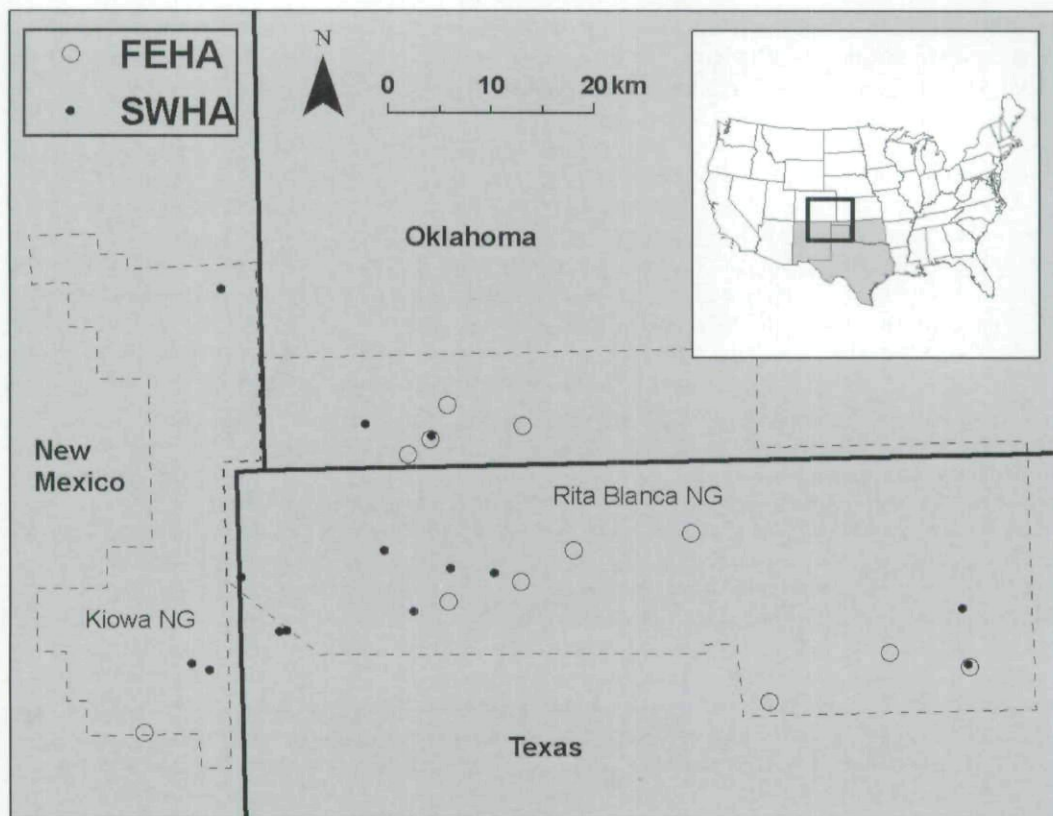 FEHA
SWHA
N
0 10 20 km
Oklahoma
New
Mexico
Rita Blanca NG
Kiowa NG
Texas